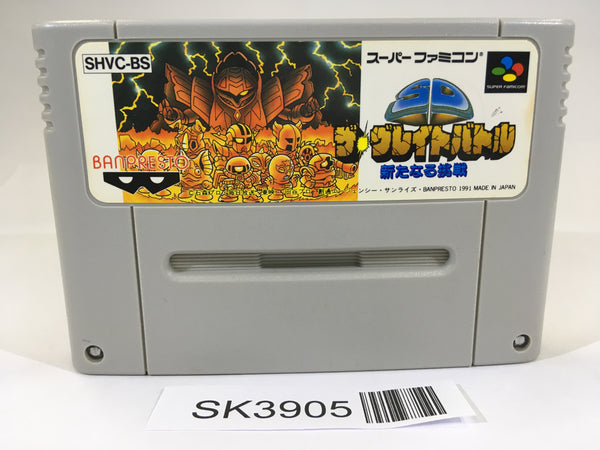 SHVC-BS
スーパーファミコン®
SUPER FAMICOM
SD
ザ・グレイトバトル
新たなる挑戦
BANPRESTO
サンライズ・BANPRESTO 1991 MADE IN JAPAN
SK3905